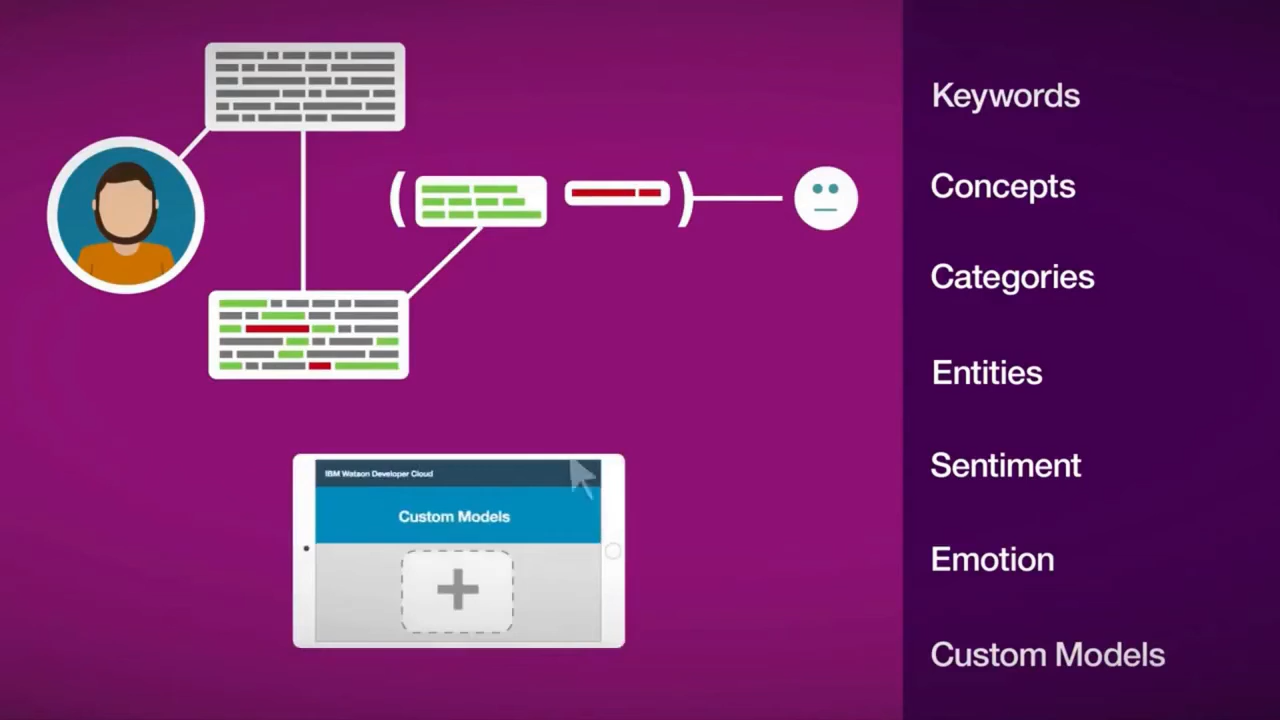 IBM Watson Developer Cloud
Custom Models
Keywords
Concepts
Categories
Entities
Sentiment
Emotion
Custom Models